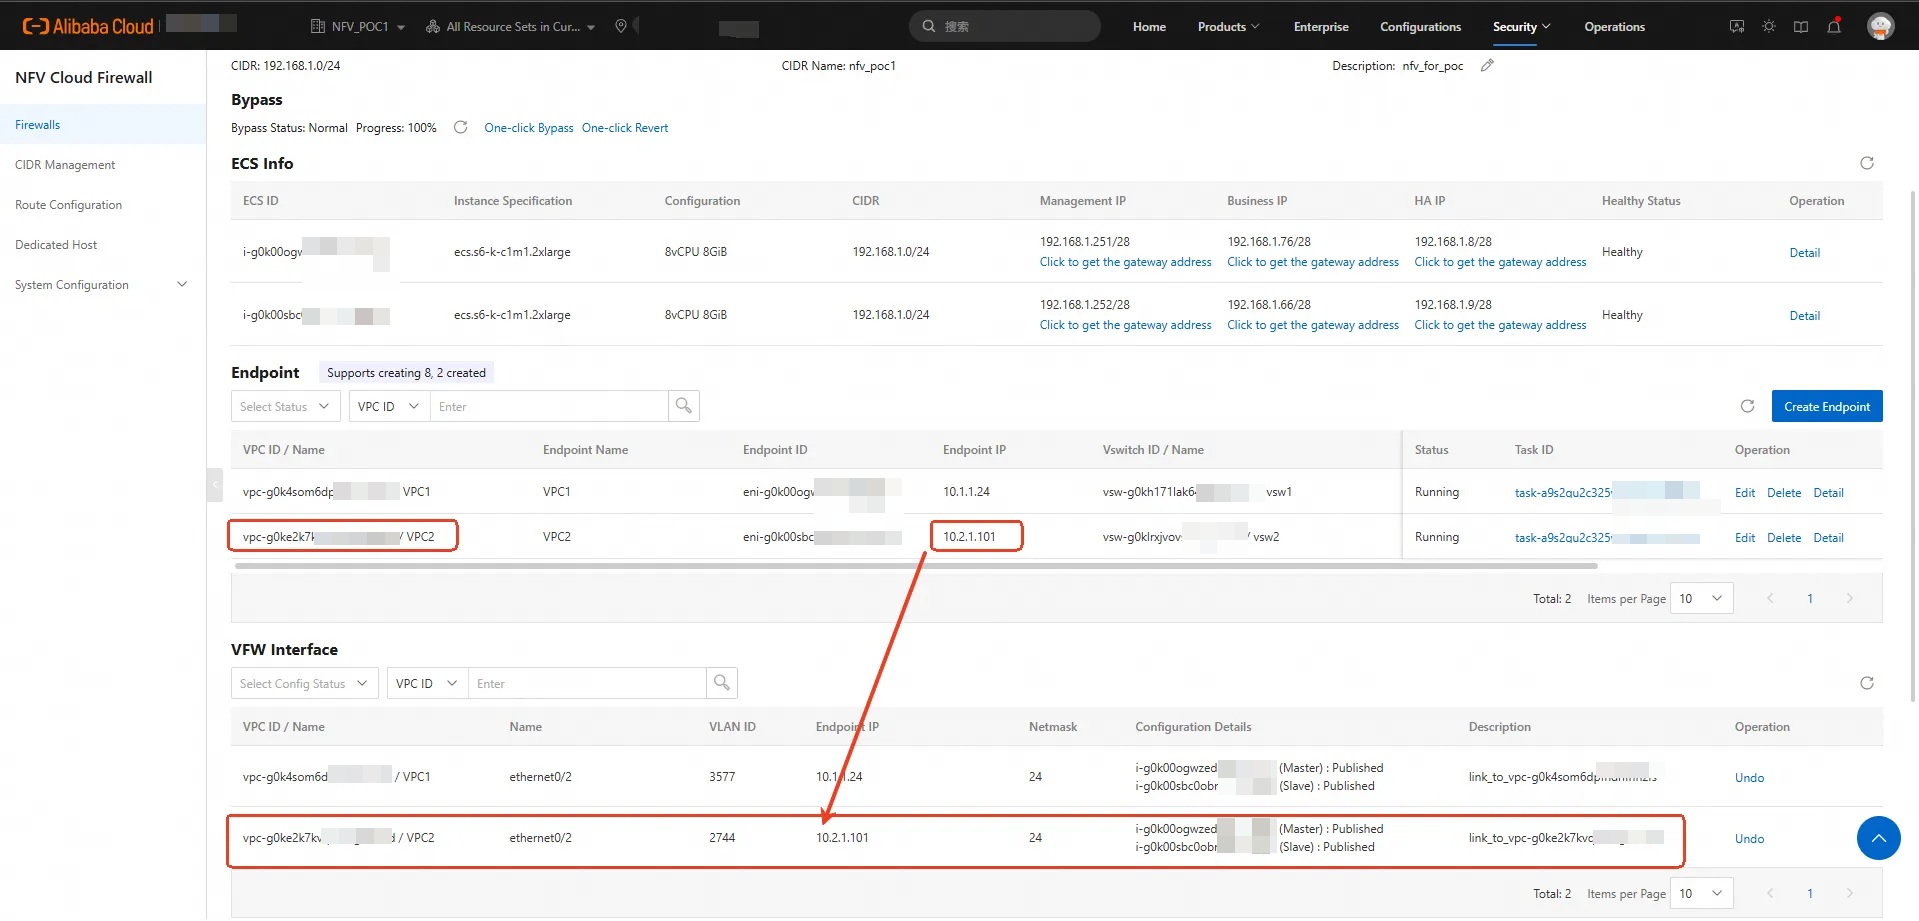 Alibaba Cloud
NFV_POC1
All Resource Sets in Cur...
搜索
Home
Products
Enterprise
Configurations
Security
Operations
NFV Cloud Firewall
Firewalls
CIDR Management
Route Configuration
Dedicated Host
System Configuration
CIDR: 192.168.1.0/24 CIDR Name: nfv_poc1 Description: nfv_for_poc
Bypass
Bypass Status: Normal Progress: 100% One-click Bypass One-click Revert
ECS Info
ECS ID Instance Specification Configuration CIDR Management IP Business IP HA IP Healthy Status Operation
i-g0k00ogw ecs.s6-k-c1m1.2xlarge 8vCPU 8GiB 192.168.1.0/24 192.168.1.251/28 192.168.1.76/28 192.168.1.8/28 Healthy Detail
Click to get the gateway address Click to get the gateway address Click to get the gateway address
i-g0k00sbc ecs.s6-k-c1m1.2xlarge 8vCPU 8GiB 192.168.1.0/24 192.168.1.252/28 192.168.1.66/28 192.168.1.9/28 Healthy Detail
Click to get the gateway address Click to get the gateway address Click to get the gateway address
Endpoint Supports creating 8, 2 created
Select Status VPC ID Enter Create Endpoint
VPC ID / Name Endpoint Name Endpoint ID Endpoint IP Vswitch ID / Name Status Task ID Operation
vpc-g0k4som6dp VPC1 VPC1 eni-g0k00ogw 10.1.1.24 vsw-g0kh171lak6 vsw1 Running task-a9s2qu2c325 Edit Delete Detail
vpc-g0ke2k7k / VPC2 VPC2 eni-g0k00sbc 10.2.1.101 vsw-g0klrxjvov / vsw2 Running task-a9s2qu2c325 Edit Delete Detail
Total: 2 Items per Page 10 1
VFW Interface
Select Config Status VPC ID Enter
VPC ID / Name Name VLAN ID Endpoint IP Netmask Configuration Details Description Operation
vpc-g0k4som6d / VPC1 ethernet0/2 3577 10.1.1.24 24 i-g0k00ogwzed (Master) : Published link_to_vpc-g0k4som6dp Undo
i-g0k00sbc0obr (Slave) : Published
vpc-g0ke2k7kv / VPC2 ethernet0/2 2744 10.2.1.101 24 i-g0k00ogwzed (Master) : Published link_to_vpc-g0ke2k7kvc Undo
i-g0k00sbc0obr (Slave) : Published
Total: 2 Items per Page 10 1